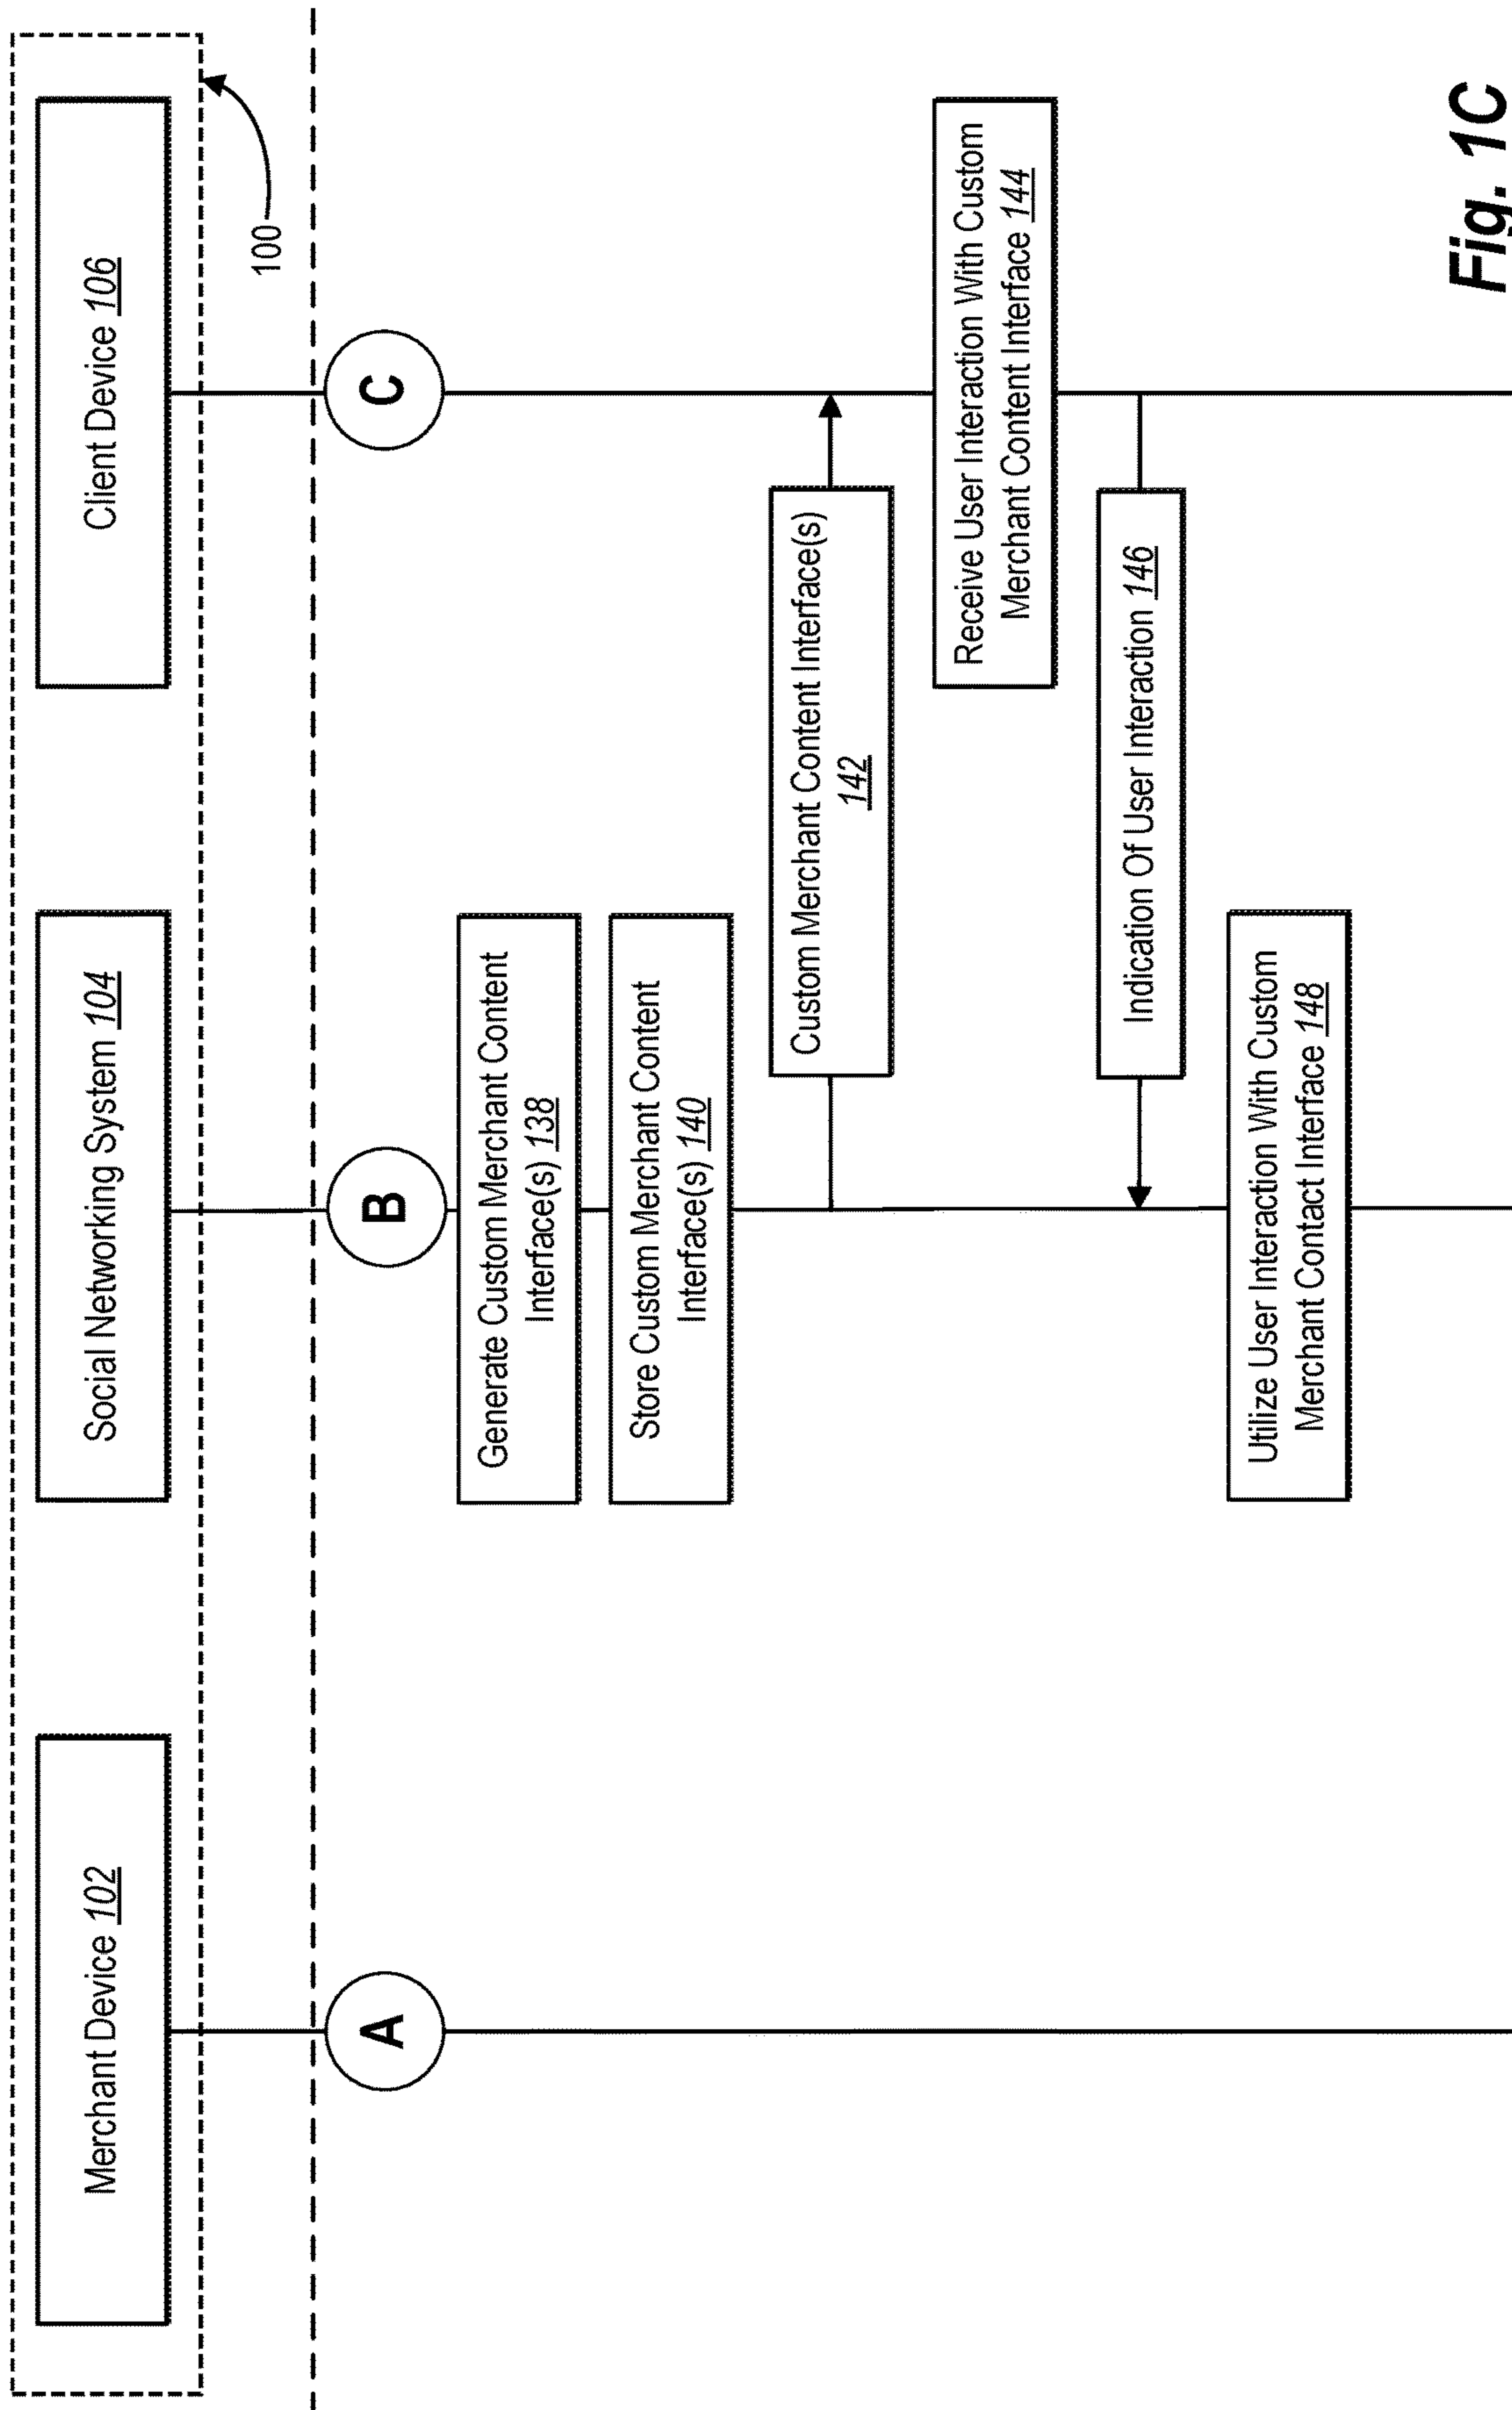 Merchant Device 102
Social Networking System 104
Client Device 106
100
A
B
C
Generate Custom Merchant Content
Interface(s) 138
Store Custom Merchant Content
Interface(s) 140
Custom Merchant Content Interface(s)
142
Receive User Interaction With Custom
Merchant Content Interface 144
Indication Of User Interaction 146
Utilize User Interaction With Custom
Merchant Contact Interface 148
Fig. 1C